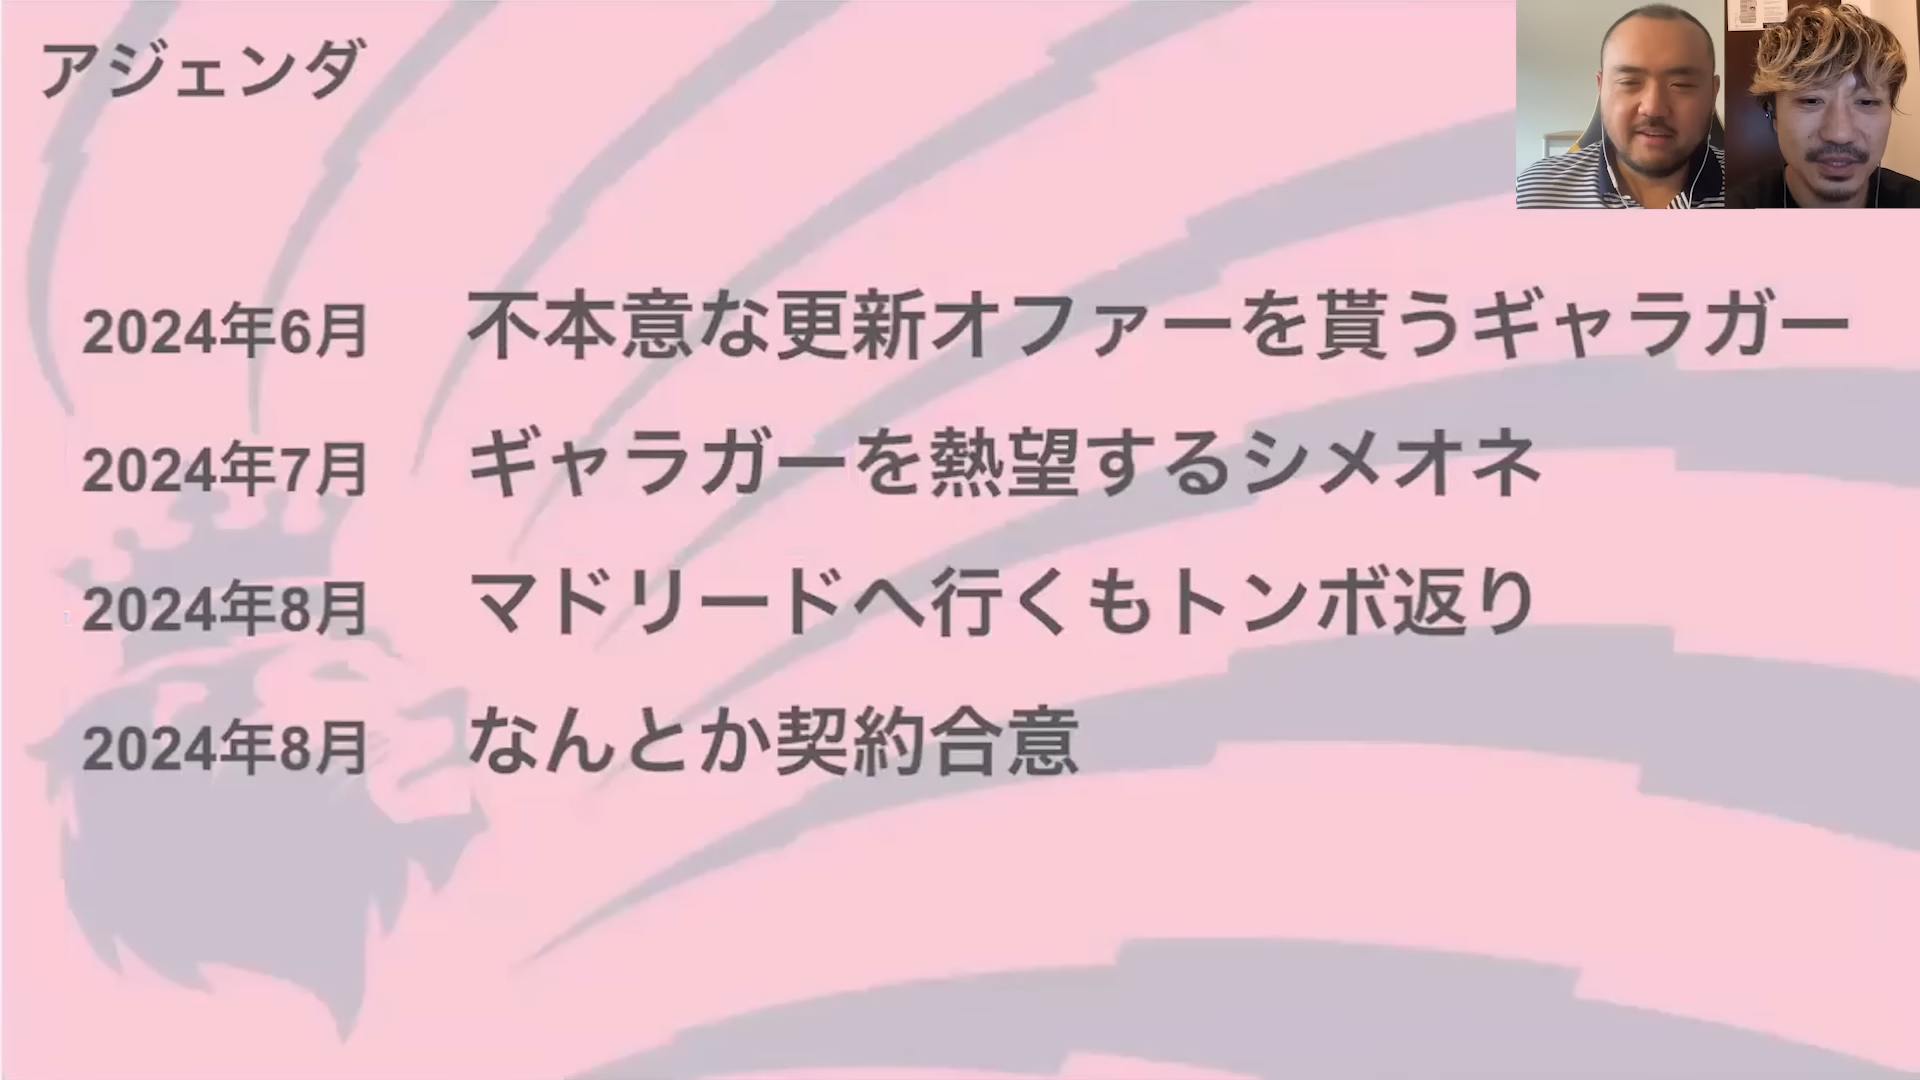 アジェンダ
2024年6月 不本意な更新オファーを貰うギャラガー
2024年7月 ギャラガーを熱望するシメオネ
2024年8月 マドリードへ行くもトンボ返り
2024年8月 なんとか契約合意